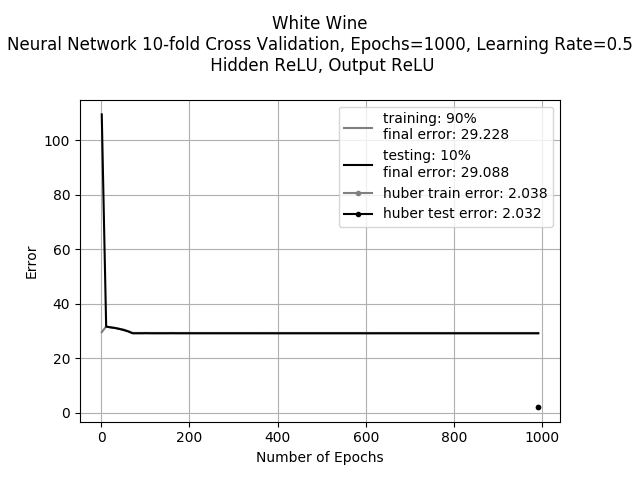 White Wine
Neural Network 10-fold Cross Validation, Epochs=1000, Learning Rate=0.5
Hidden ReLU, Output ReLU
training: 90%
final error: 29.228
testing: 10%
final error: 29.088
huber train error: 2.038
huber test error: 2.032
Error
100
80
60
40
20
0
0 200 400 600 800 1000
Number of Epochs